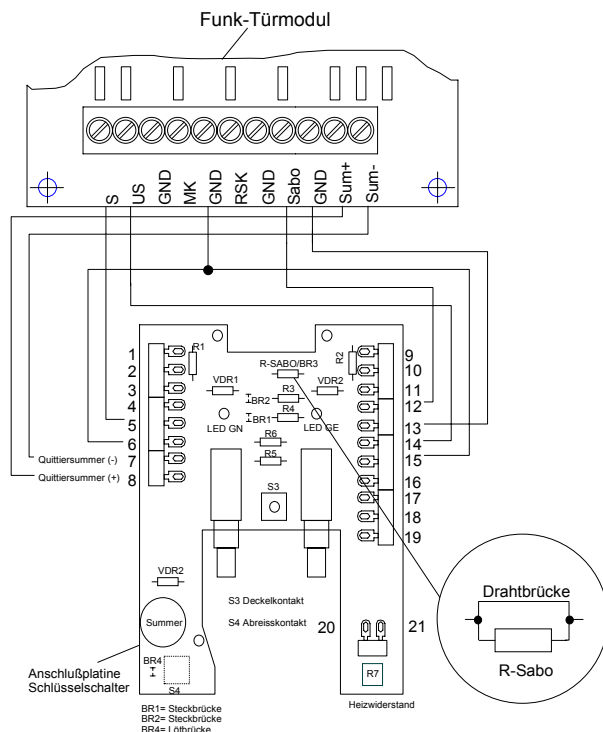 Funk-Türmodul
S
US
GND
MK
GND
RSK
GND
Sabo
GND
Sum+
Sum-
1
2
3
4
5
6
7
8
Quittiersummer (-)
Quittiersummer (+)
R1
R-SABO/BR3
R2
VDR1
BR2
R3
VDR2
BR1
R4
LED GN
LED GE
R6
R5
S3
9
10
11
12
13
14
15
16
17
18
19
VDR2
S3 Deckelkontakt
Summer
S4 Abreisskontakt
20
21
BR4
S4
R7
Anschlußplatine
Schlüsselschalter
Heizwiderstand
BR1= Steckbrücke
BR2= Steckbrücke
BR4= Lötbrücke
Drahtbrücke
R-Sabo